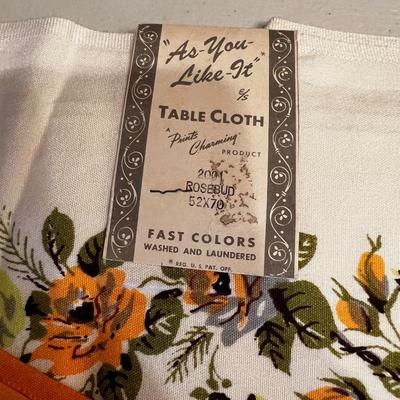 "As-You-
Like-It"*
E/S
TABLE CLOTH
A
"Prints
Charming"
PRODUCT
2001
ROSEBUD
52X70
FAST COLORS
WASHED AND LAUNDERED
* REG. U. S. PAT. OFF.